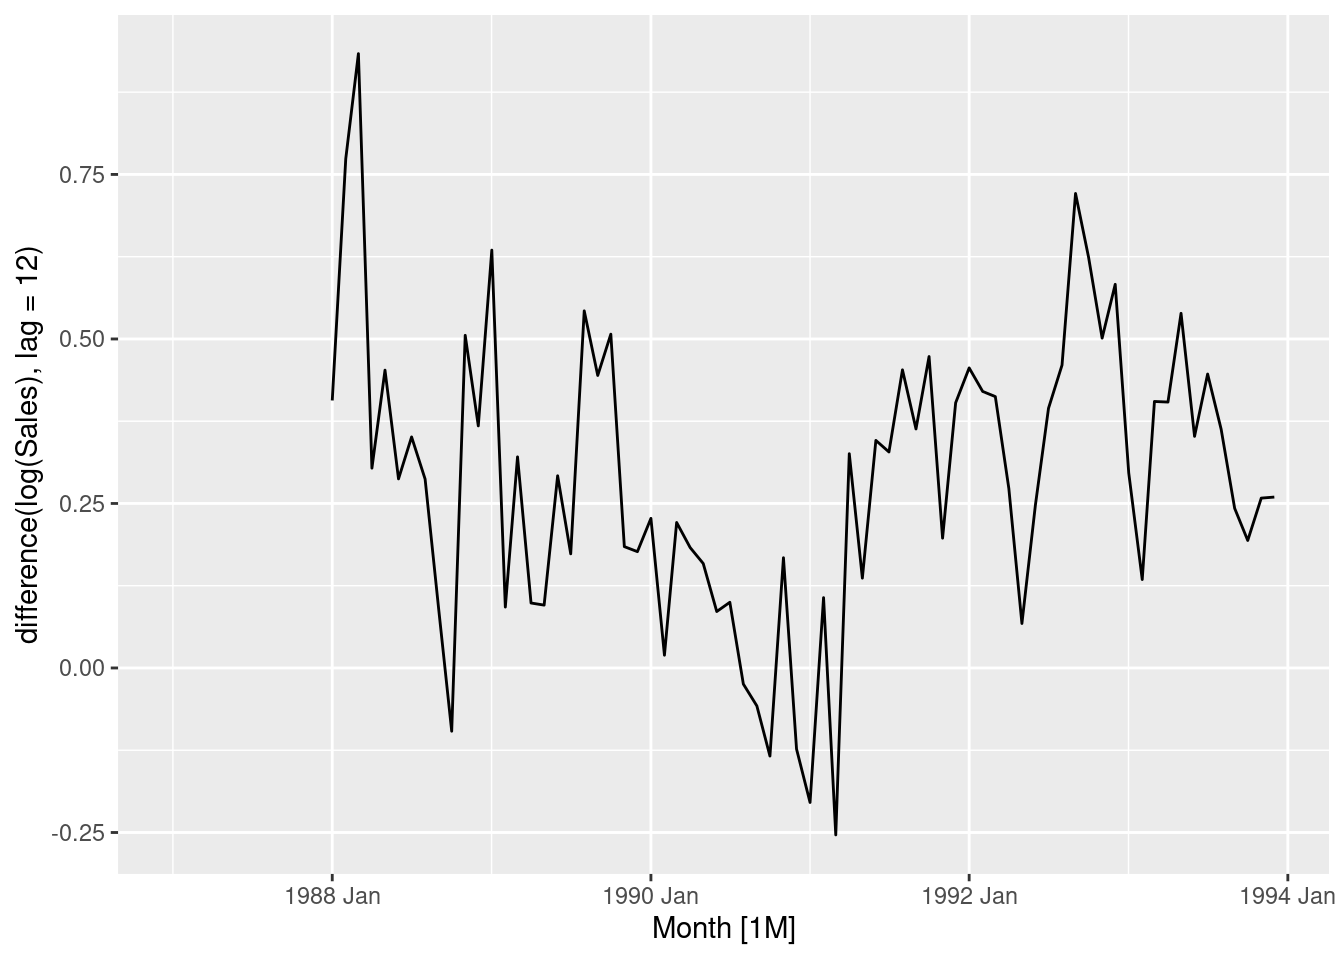 0.75
0.50
0.25
0.00
-0.25
difference(log(Sales), lag = 12)
1988 Jan
1990 Jan
1992 Jan
1994 Jan
Month [1M]